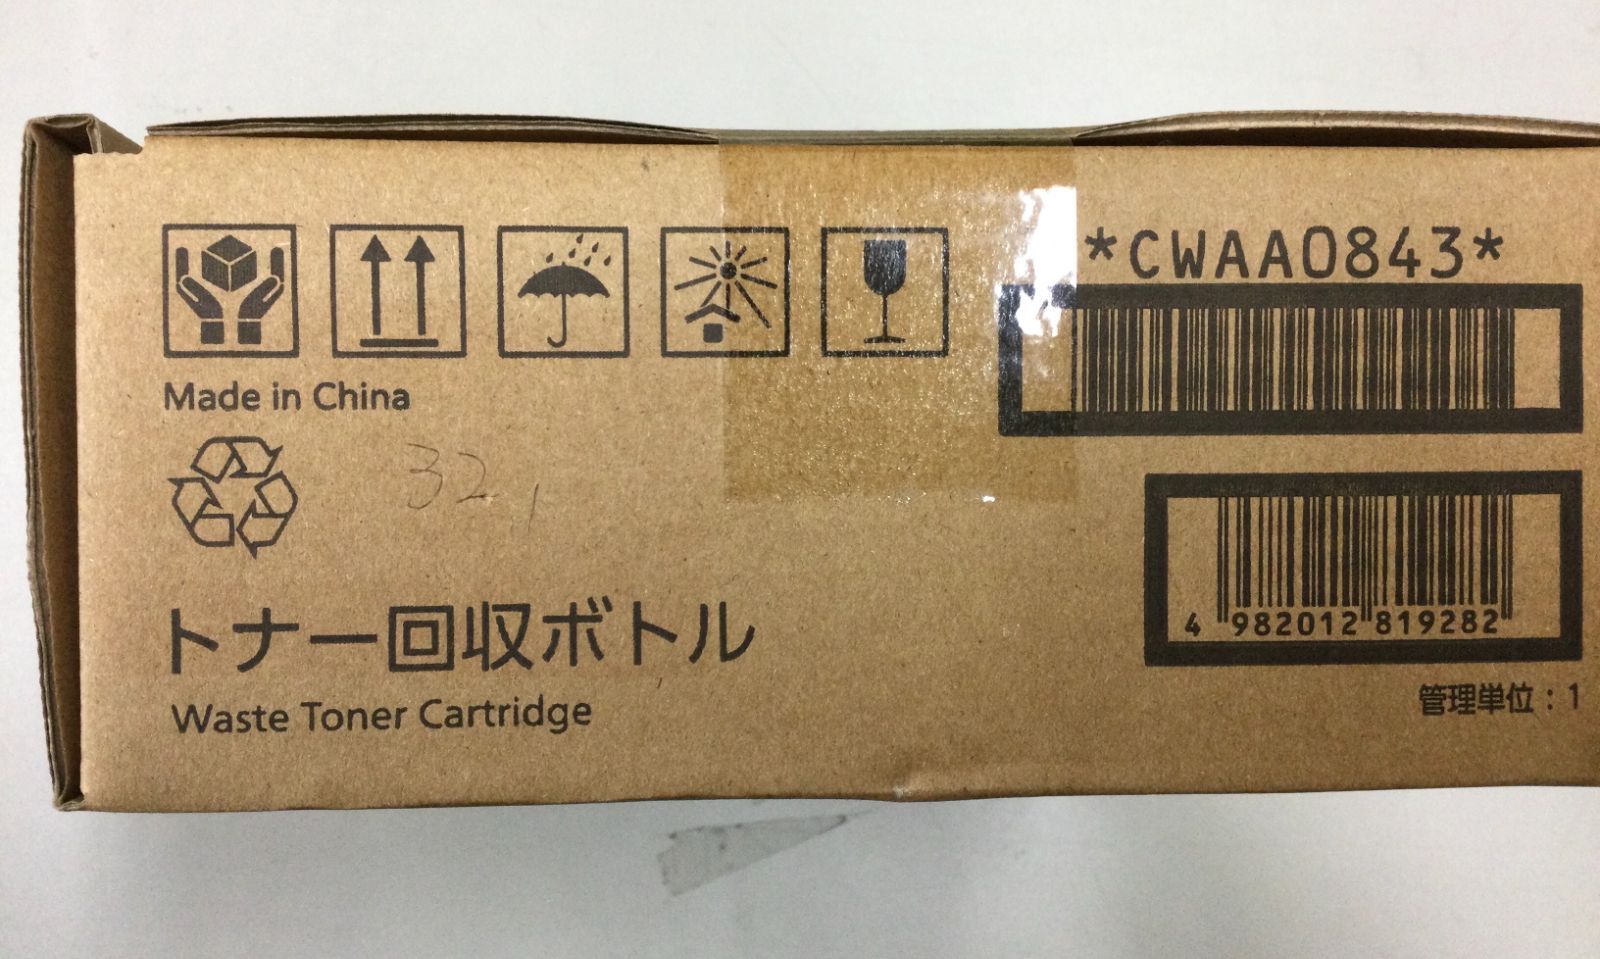 *CWAA0843*
Made in China
32
トナー回収ボトル
Waste Toner Cartridge
4 982012 819282
管理単位：1